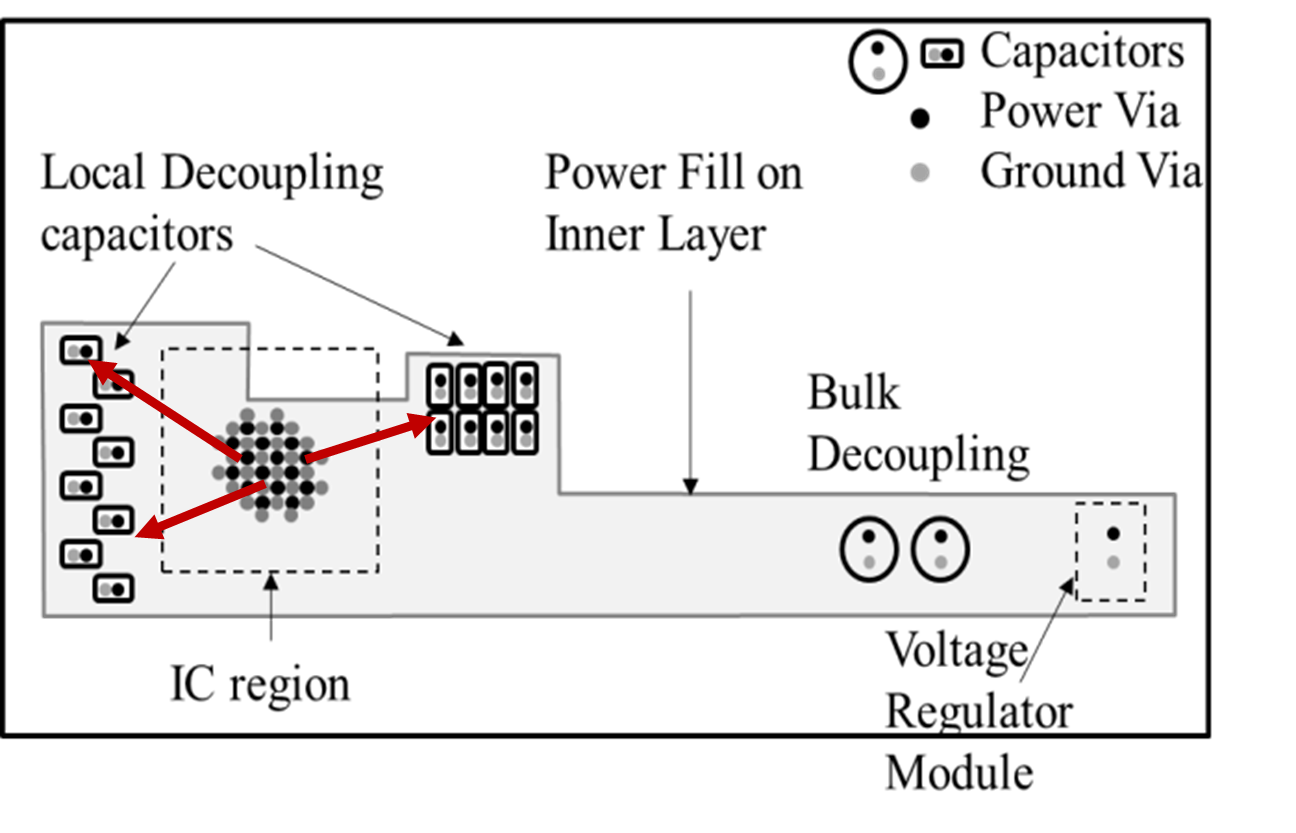 Capacitors
Power Via
Ground Via
Local Decoupling
capacitors
Power Fill on
Inner Layer
Bulk
Decoupling
IC region
Voltage
Regulator
Module